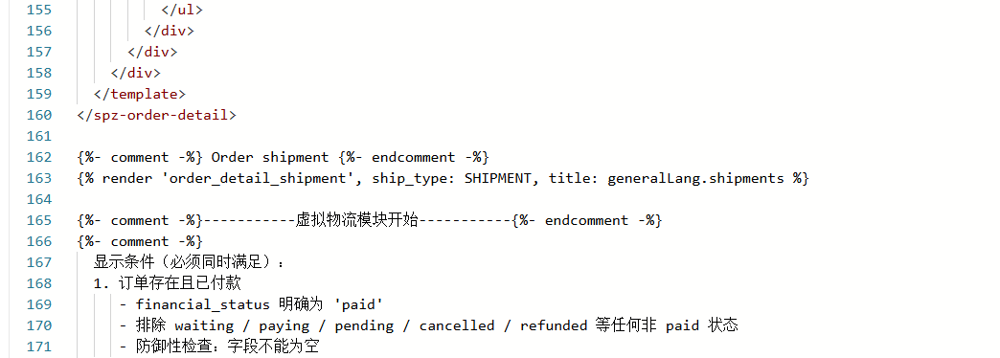 155 </ul>
156 </div>
157 </div>
158 </div>
159 </template>
160 </spz-order-detail>
161
162 {%- comment -%} Order shipment {%- endcomment -%}
163 {% render 'order_detail_shipment', ship_type: SHIPMENT, title: generalLang.shipments %}
164
165 {%- comment -%}-----------虚拟物流模块开始-----------{%- endcomment -%}
166 {%- comment -%}
167 显示条件（必须同时满足）：
168 1. 订单存在且已付款
169 - financial_status 明确为 'paid'
170 - 排除 waiting / paying / pending / cancelled / refunded 等任何非 paid 状态
171 - 防御性检查：字段不能为空